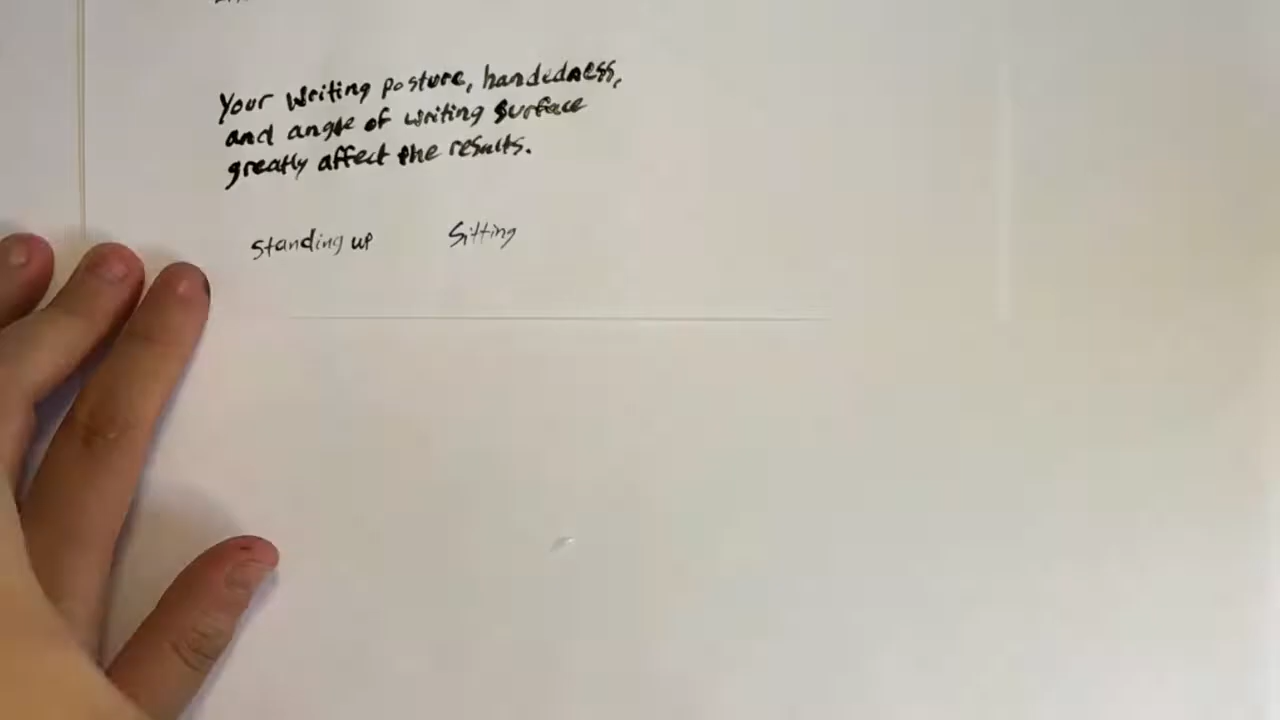 Your writing posture, handedness,
and angle of writing surface
greatly affect the results.
Standing up Sitting